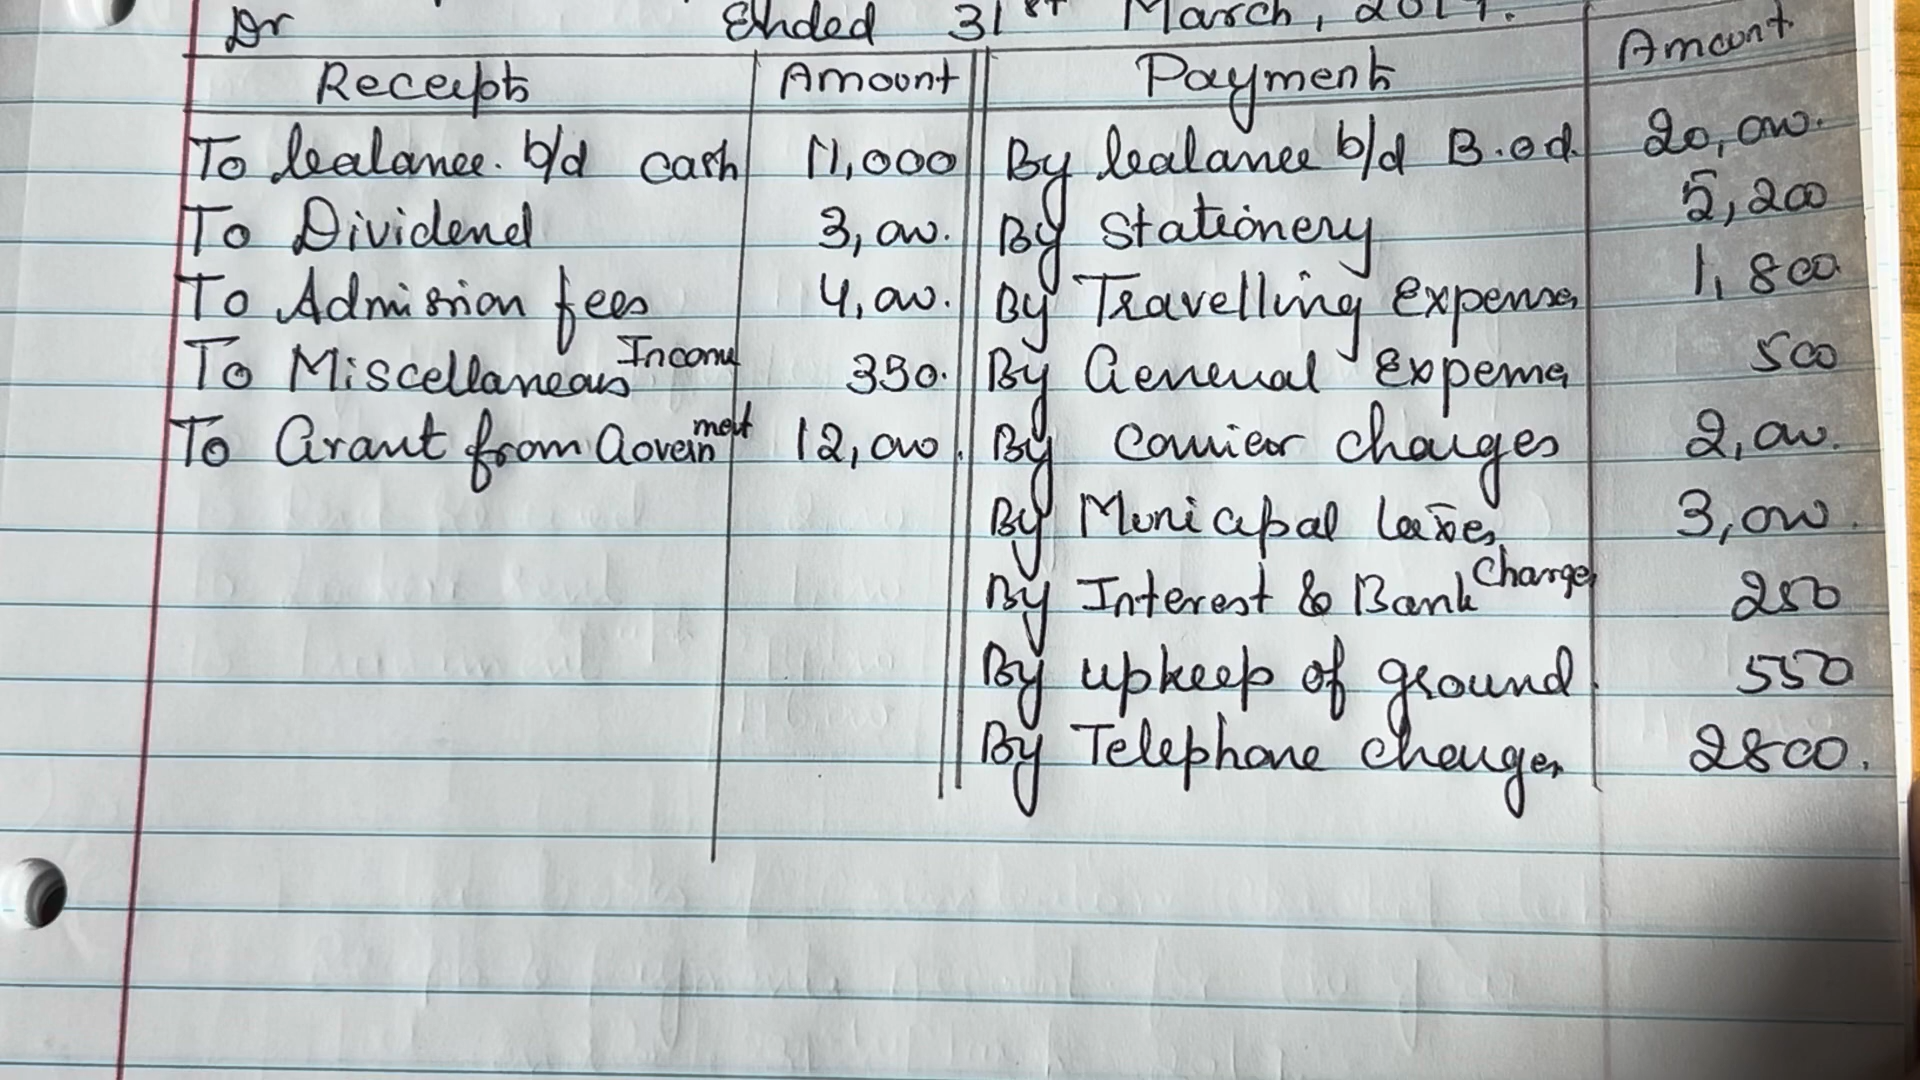 Dr Ended 31st March, 2019.
Receipts Amount Payments Amount
To balance. b/d cash 11,000 By balance b/d B.od. 20,000.
To Dividend 3,000. By Stationery 5,200
To Admission fees 4,000. By Travelling Expenses 1,800
To Miscellaneous Income 350. By General Expenses 500
To Grant from Government 12,000. By Courier charges 2,000.
By Municipal taxes 3,000.
By Interest & Bank Charges 250
By upkeep of ground. 550
By Telephone charges 2800.